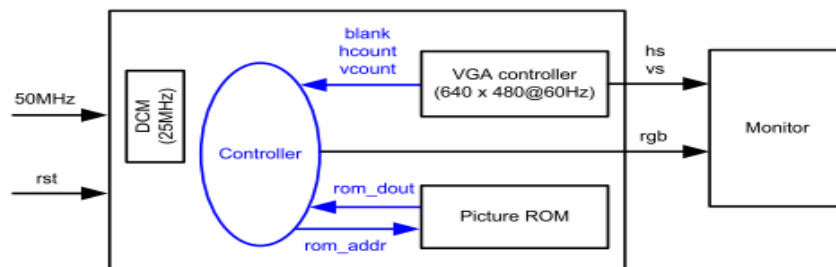 blank
hcount
vcount
VGA controller
(640 x 480@60Hz)
hs
vs
50MHz
DCM
(25MHz)
Controller
rgb
Monitor
rst
rom_dout
Picture ROM
rom_addr